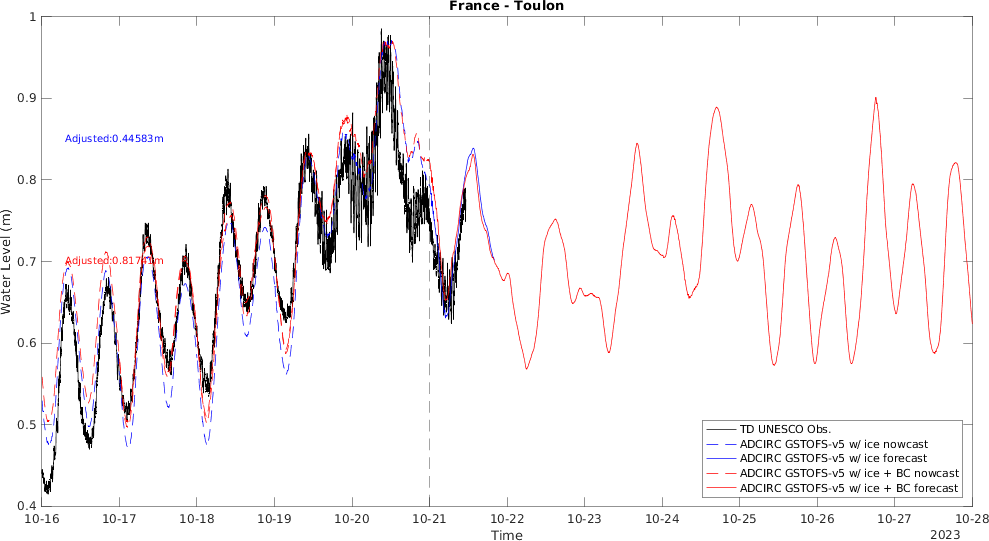 France - Toulon
1
0.9
0.8
0.7
0.6
0.5
0.4
Water Level (m)
Adjusted:0.44583m
TD UNESCO Obs.
ADCIRC GSTOFS-v5 w/ ice nowcast
ADCIRC GSTOFS-v5 w/ ice forecast
ADCIRC GSTOFS-v5 w/ ice + BC nowcast
ADCIRC GSTOFS-v5 w/ ice + BC forecast
10-16 10-17 10-18 10-19 10-20 10-21 10-22 10-23 10-24 10-25 10-26 10-27 10-28
Time
2023